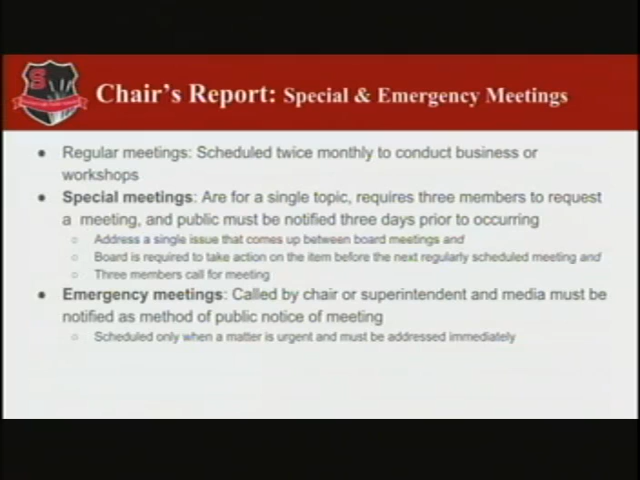 S
Chair's Report: Special & Emergency Meetings
• Regular meetings: Scheduled twice monthly to conduct business or
workshops
• Special meetings: Are for a single topic, requires three members to request
a meeting, and public must be notified three days prior to occurring
○ Address a single issue that comes up between board meetings and
○ Board is required to take action on the item before the next regularly scheduled meeting and
○ Three members call for meeting
• Emergency meetings: Called by chair or superintendent and media must be
notified as method of public notice of meeting
○ Scheduled only when a matter is urgent and must be addressed immediately